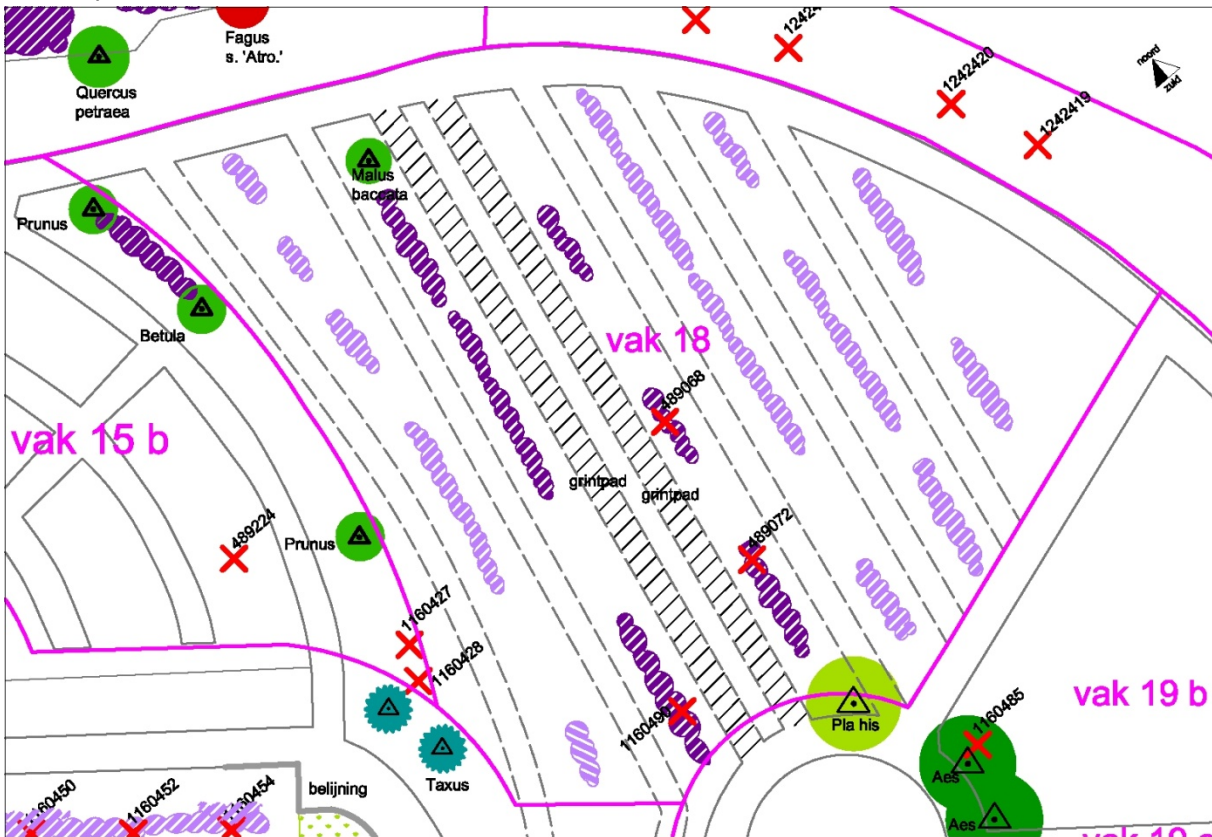 Fagus
s. 'Atro.'
Quercus
petraea
1242420
1242419
noord
zuid
Malus
baccata
Prunus
Betula
vak 18
489068
vak 15 b
grintpad
grintpad
489224
Prunus
489072
1160427
1160428
1160490
Pla his
vak 19 b
1160485
Aes
Taxus
belijning
1160450
1160452
1160454
Aes